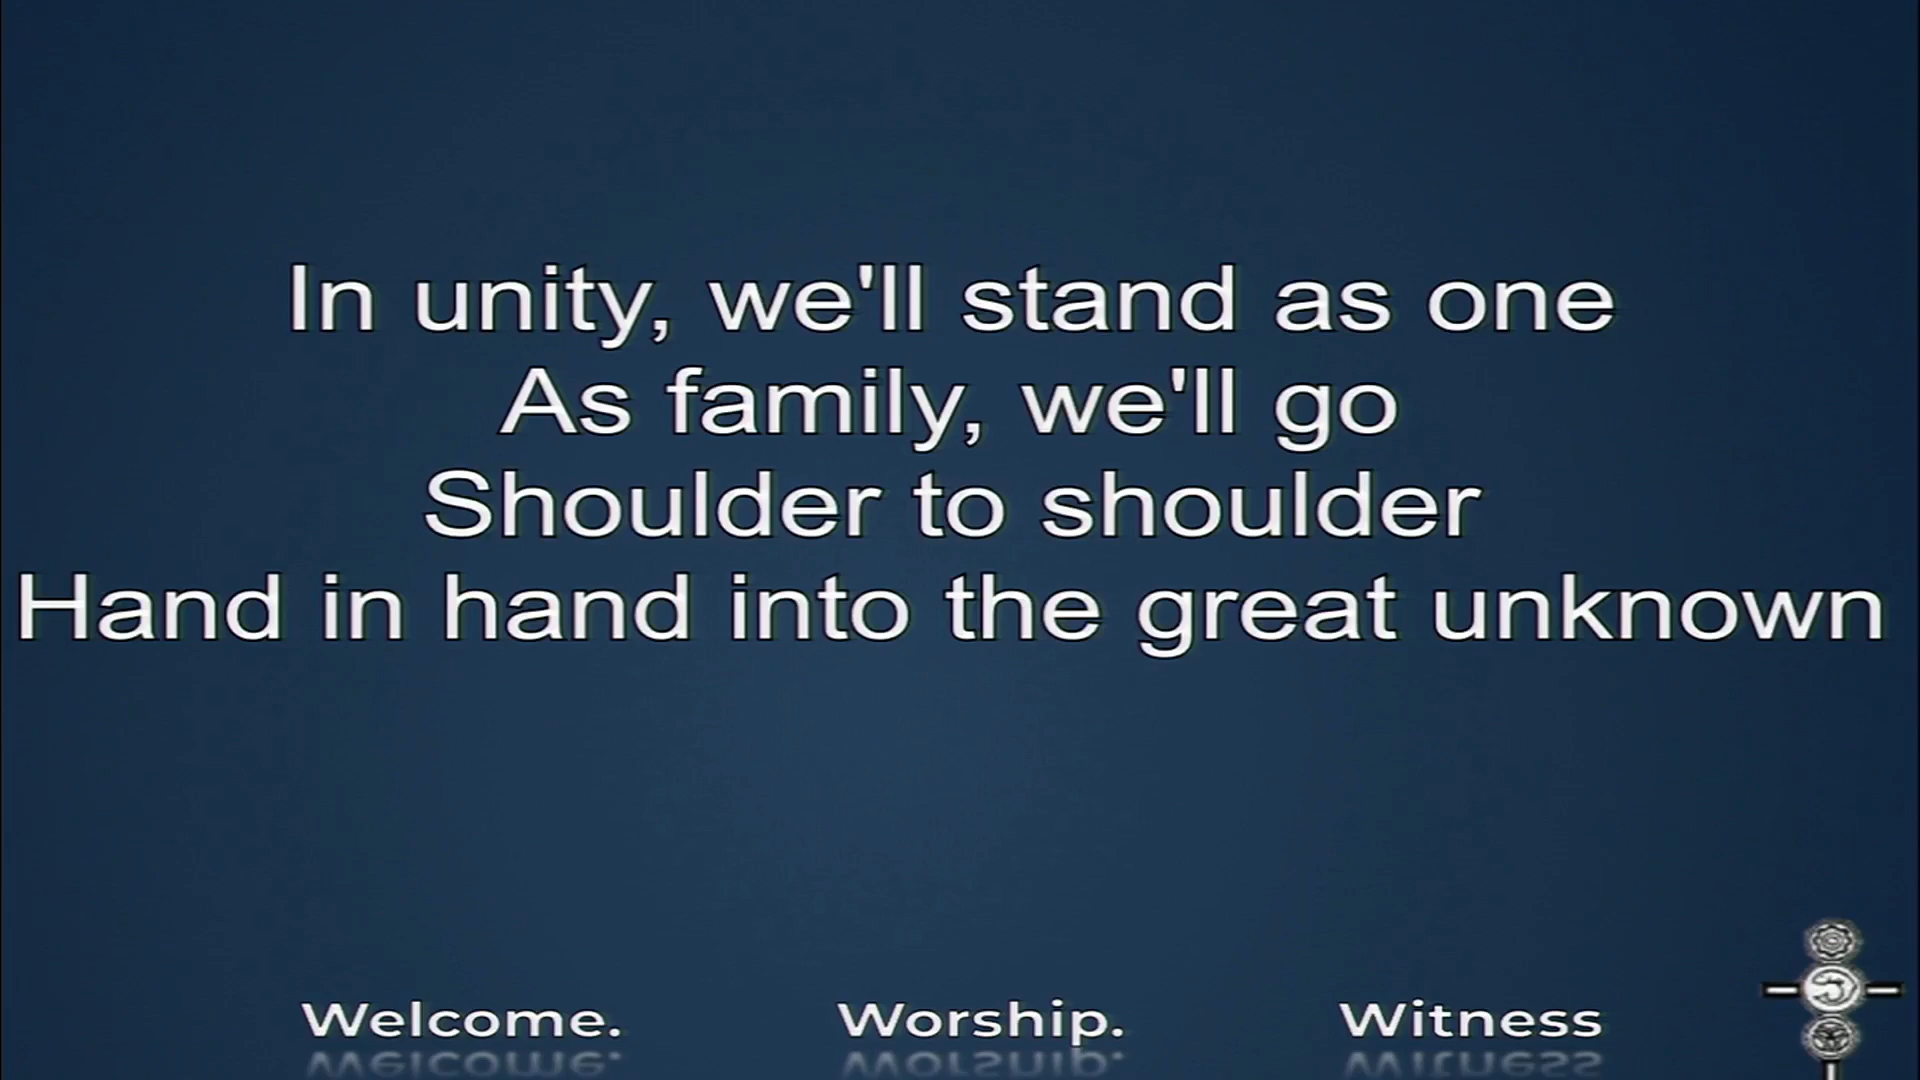 In unity, we'll stand as one
As family, we'll go
Shoulder to shoulder
Hand in hand into the great unknown
Welcome. Worship. Witness